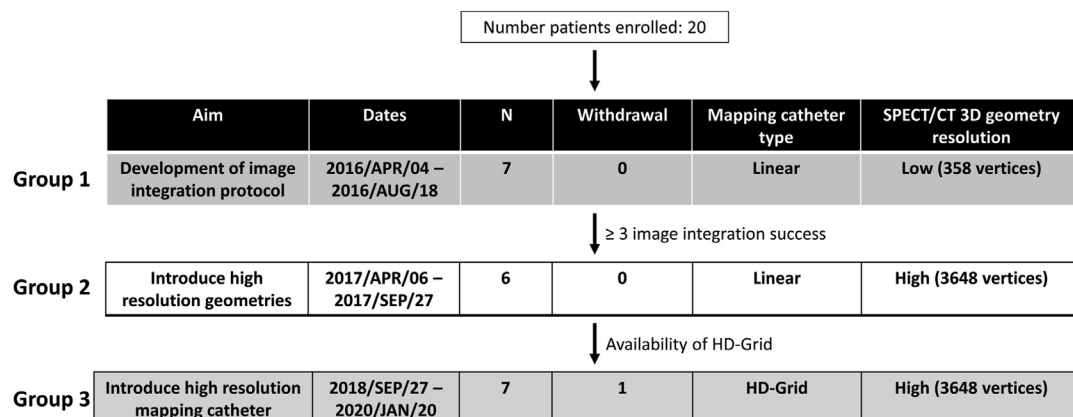 Number patients enrolled: 20
Aim Dates N Withdrawal Mapping catheter type SPECT/CT 3D geometry resolution
Group 1
Development of image integration protocol 2016/APR/04 – 2016/AUG/18 7 0 Linear Low (358 vertices)
≥ 3 image integration success
Group 2
Introduce high resolution geometries 2017/APR/06 – 2017/SEP/27 6 0 Linear High (3648 vertices)
Availability of HD-Grid
Group 3
Introduce high resolution mapping catheter 2018/SEP/27 – 2020/JAN/20 7 1 HD-Grid High (3648 vertices)